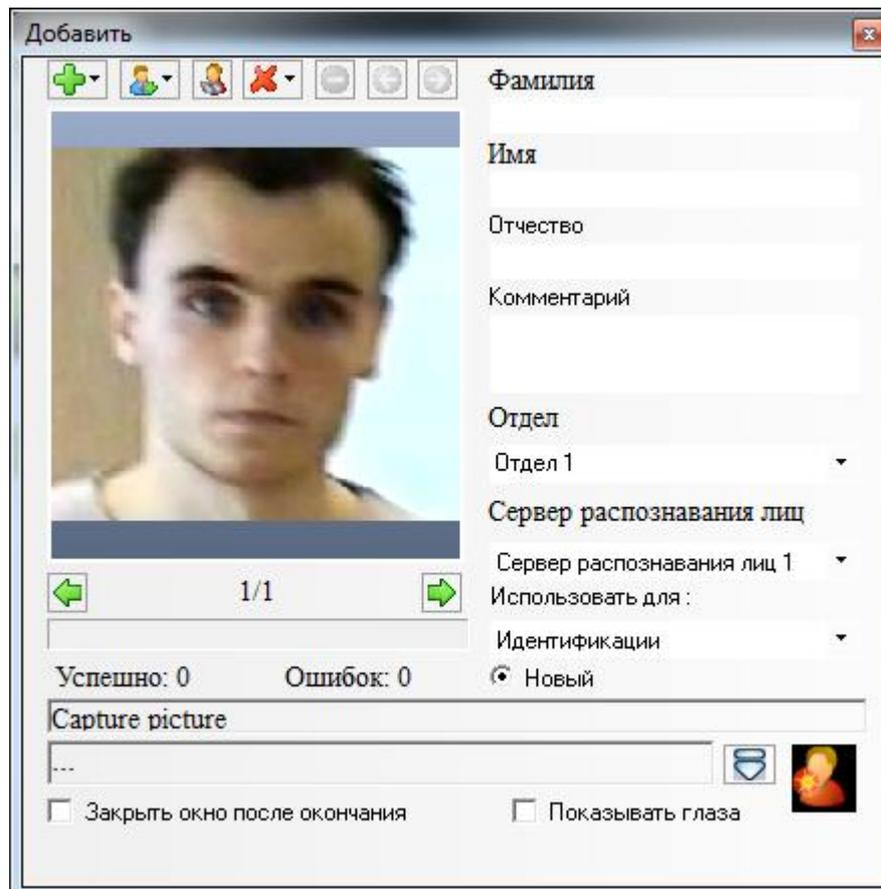 Добавить
Фамилия
Имя
Отчество
Комментарий
Отдел
Отдел 1
Сервер распознавания лиц
Сервер распознавания лиц 1
1/1
Использовать для :
Идентификации
Успешно: 0 Ошибок: 0
Новый
Capture picture
...
Закрыть окно после окончания
Показывать глаза